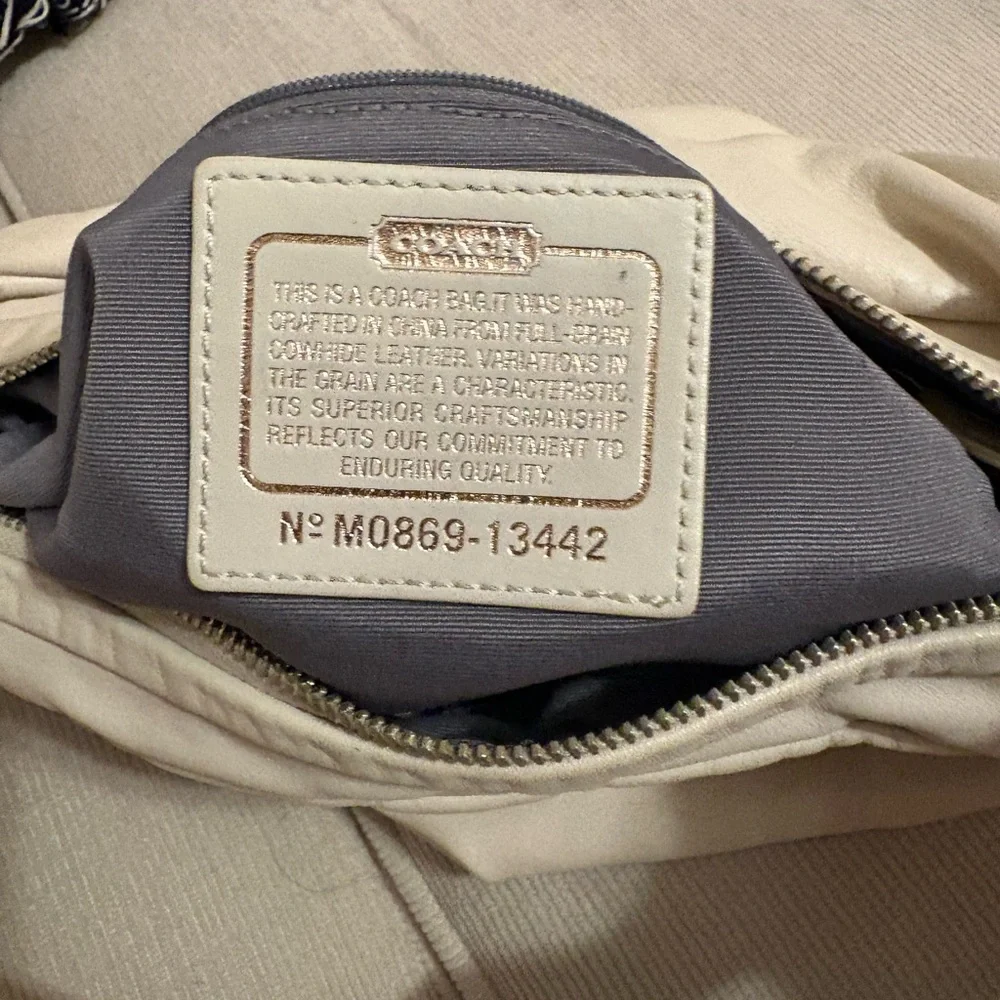 COACH
THIS IS A COACH BAG.IT WAS HAND-
CRAFTED IN CHINA FROM FULL-GRAIN
COWHIDE LEATHER. VARIATIONS IN
THE GRAIN ARE A CHARACTERISTIC.
ITS SUPERIOR CRAFTSMANSHIP
REFLECTS OUR COMMITMENT TO
ENDURING QUALITY.
Nº M0869-13442